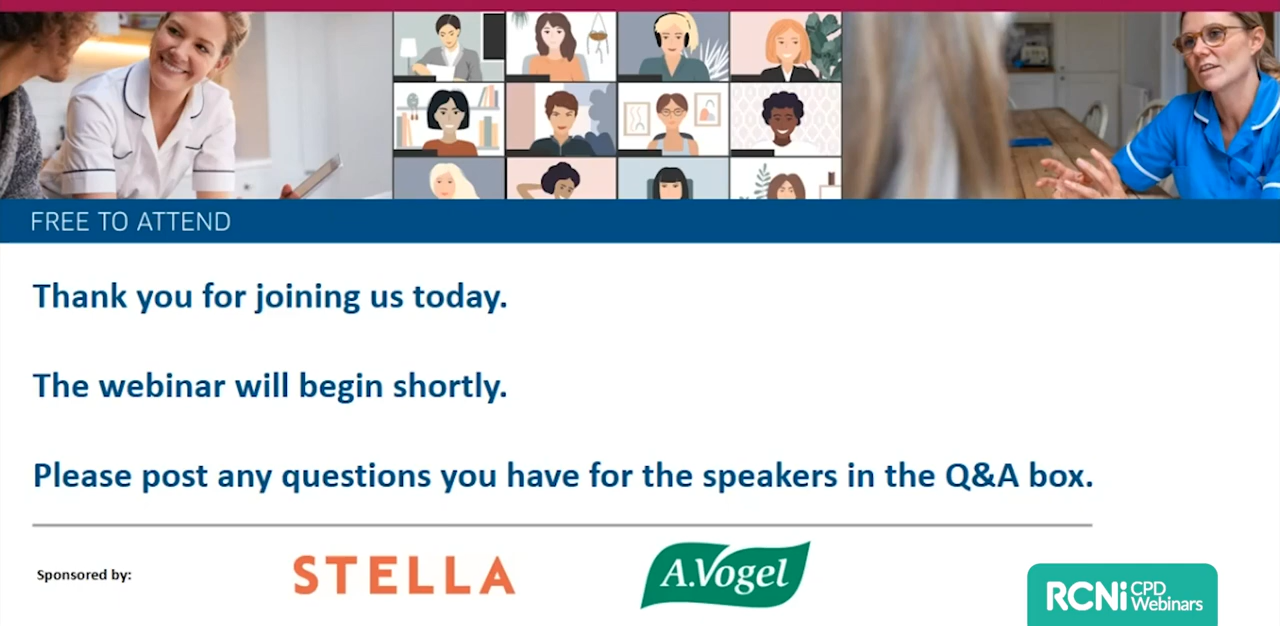 FREE TO ATTEND
Thank you for joining us today.
The webinar will begin shortly.
Please post any questions you have for the speakers in the Q&A box.
Sponsored by:
STELLA
A.Vogel
RCNi CPD Webinars